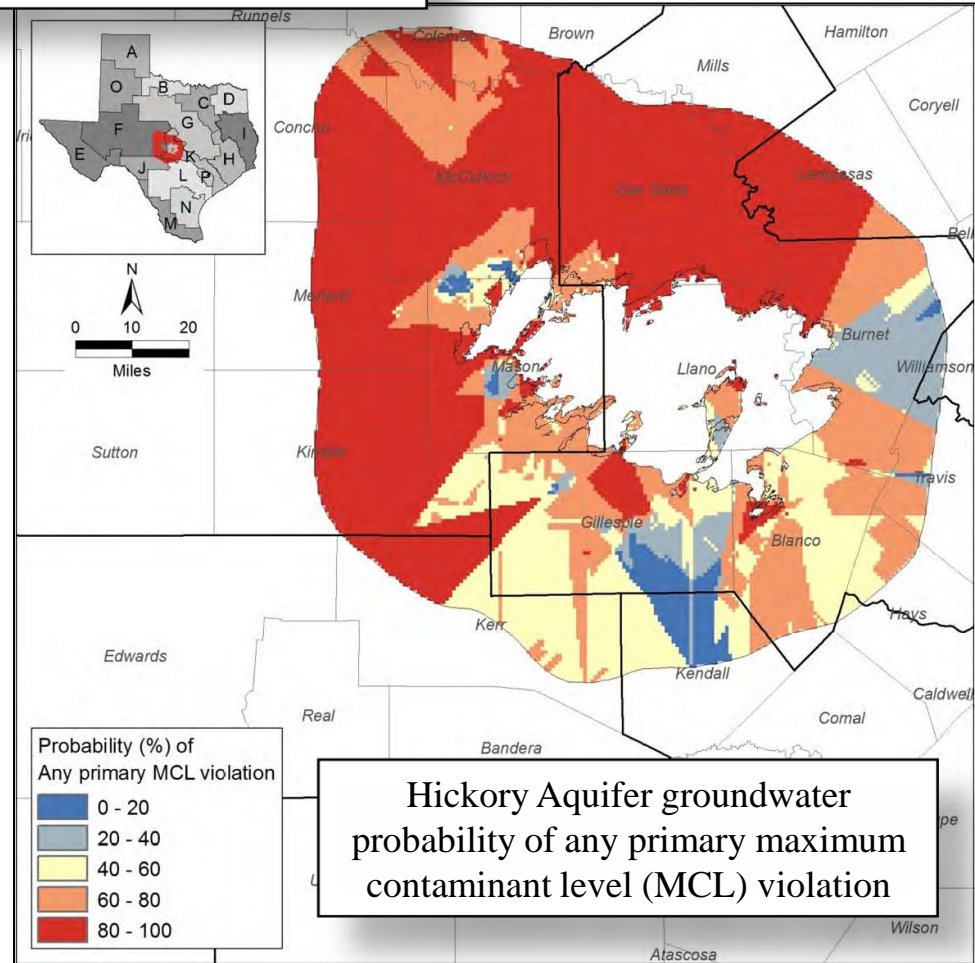 Runnels
Coleman
Brown
Hamilton
Mills
Coryell
A
O
B
C
D
G
F
I
E
K
H
J
L
P
N
M
Concho
McCulloch
San Saba
Lampasas
Bell
N
Menard
0 10 20
Miles
Burnet
Mason
Llano
Williamson
Sutton
Kimble
Travis
Gillespie
Blanco
Hays
Kerr
Edwards
Kendall
Caldwell
Real
Comal
Bandera
Probability (%) of
Any primary MCL violation
0 - 20
20 - 40
40 - 60
60 - 80
80 - 100
Hickory Aquifer groundwater
probability of any primary maximum
contaminant level (MCL) violation
Wilson
Atascosa